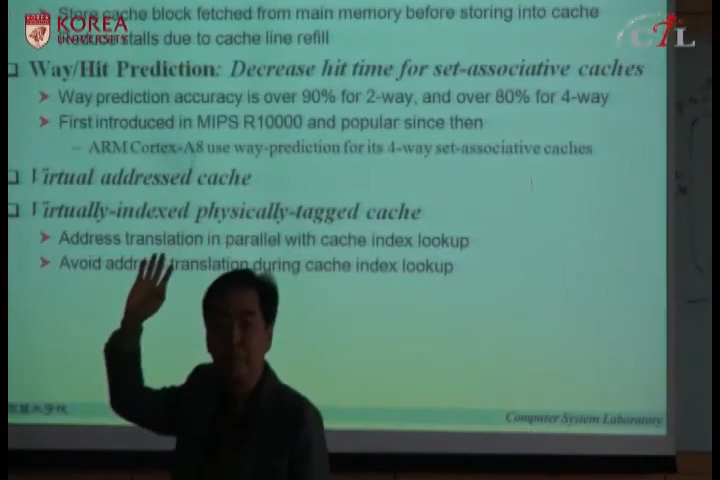 Store cache block fetched from main memory before storing into cache
KOREA
UNIVERSITY
stalls due to cache line refill
CTL
Way/Hit Prediction: Decrease hit time for set-associative caches
Way prediction accuracy is over 90% for 2-way, and over 80% for 4-way
First introduced in MIPS R10000 and popular since then
– ARM Cortex-A8 use way-prediction for its 4-way set-associative caches
Virtual addressed cache
Virtually-indexed physically-tagged cache
Address translation in parallel with cache index lookup
Avoid address translation during cache index lookup
Computer System Laboratory